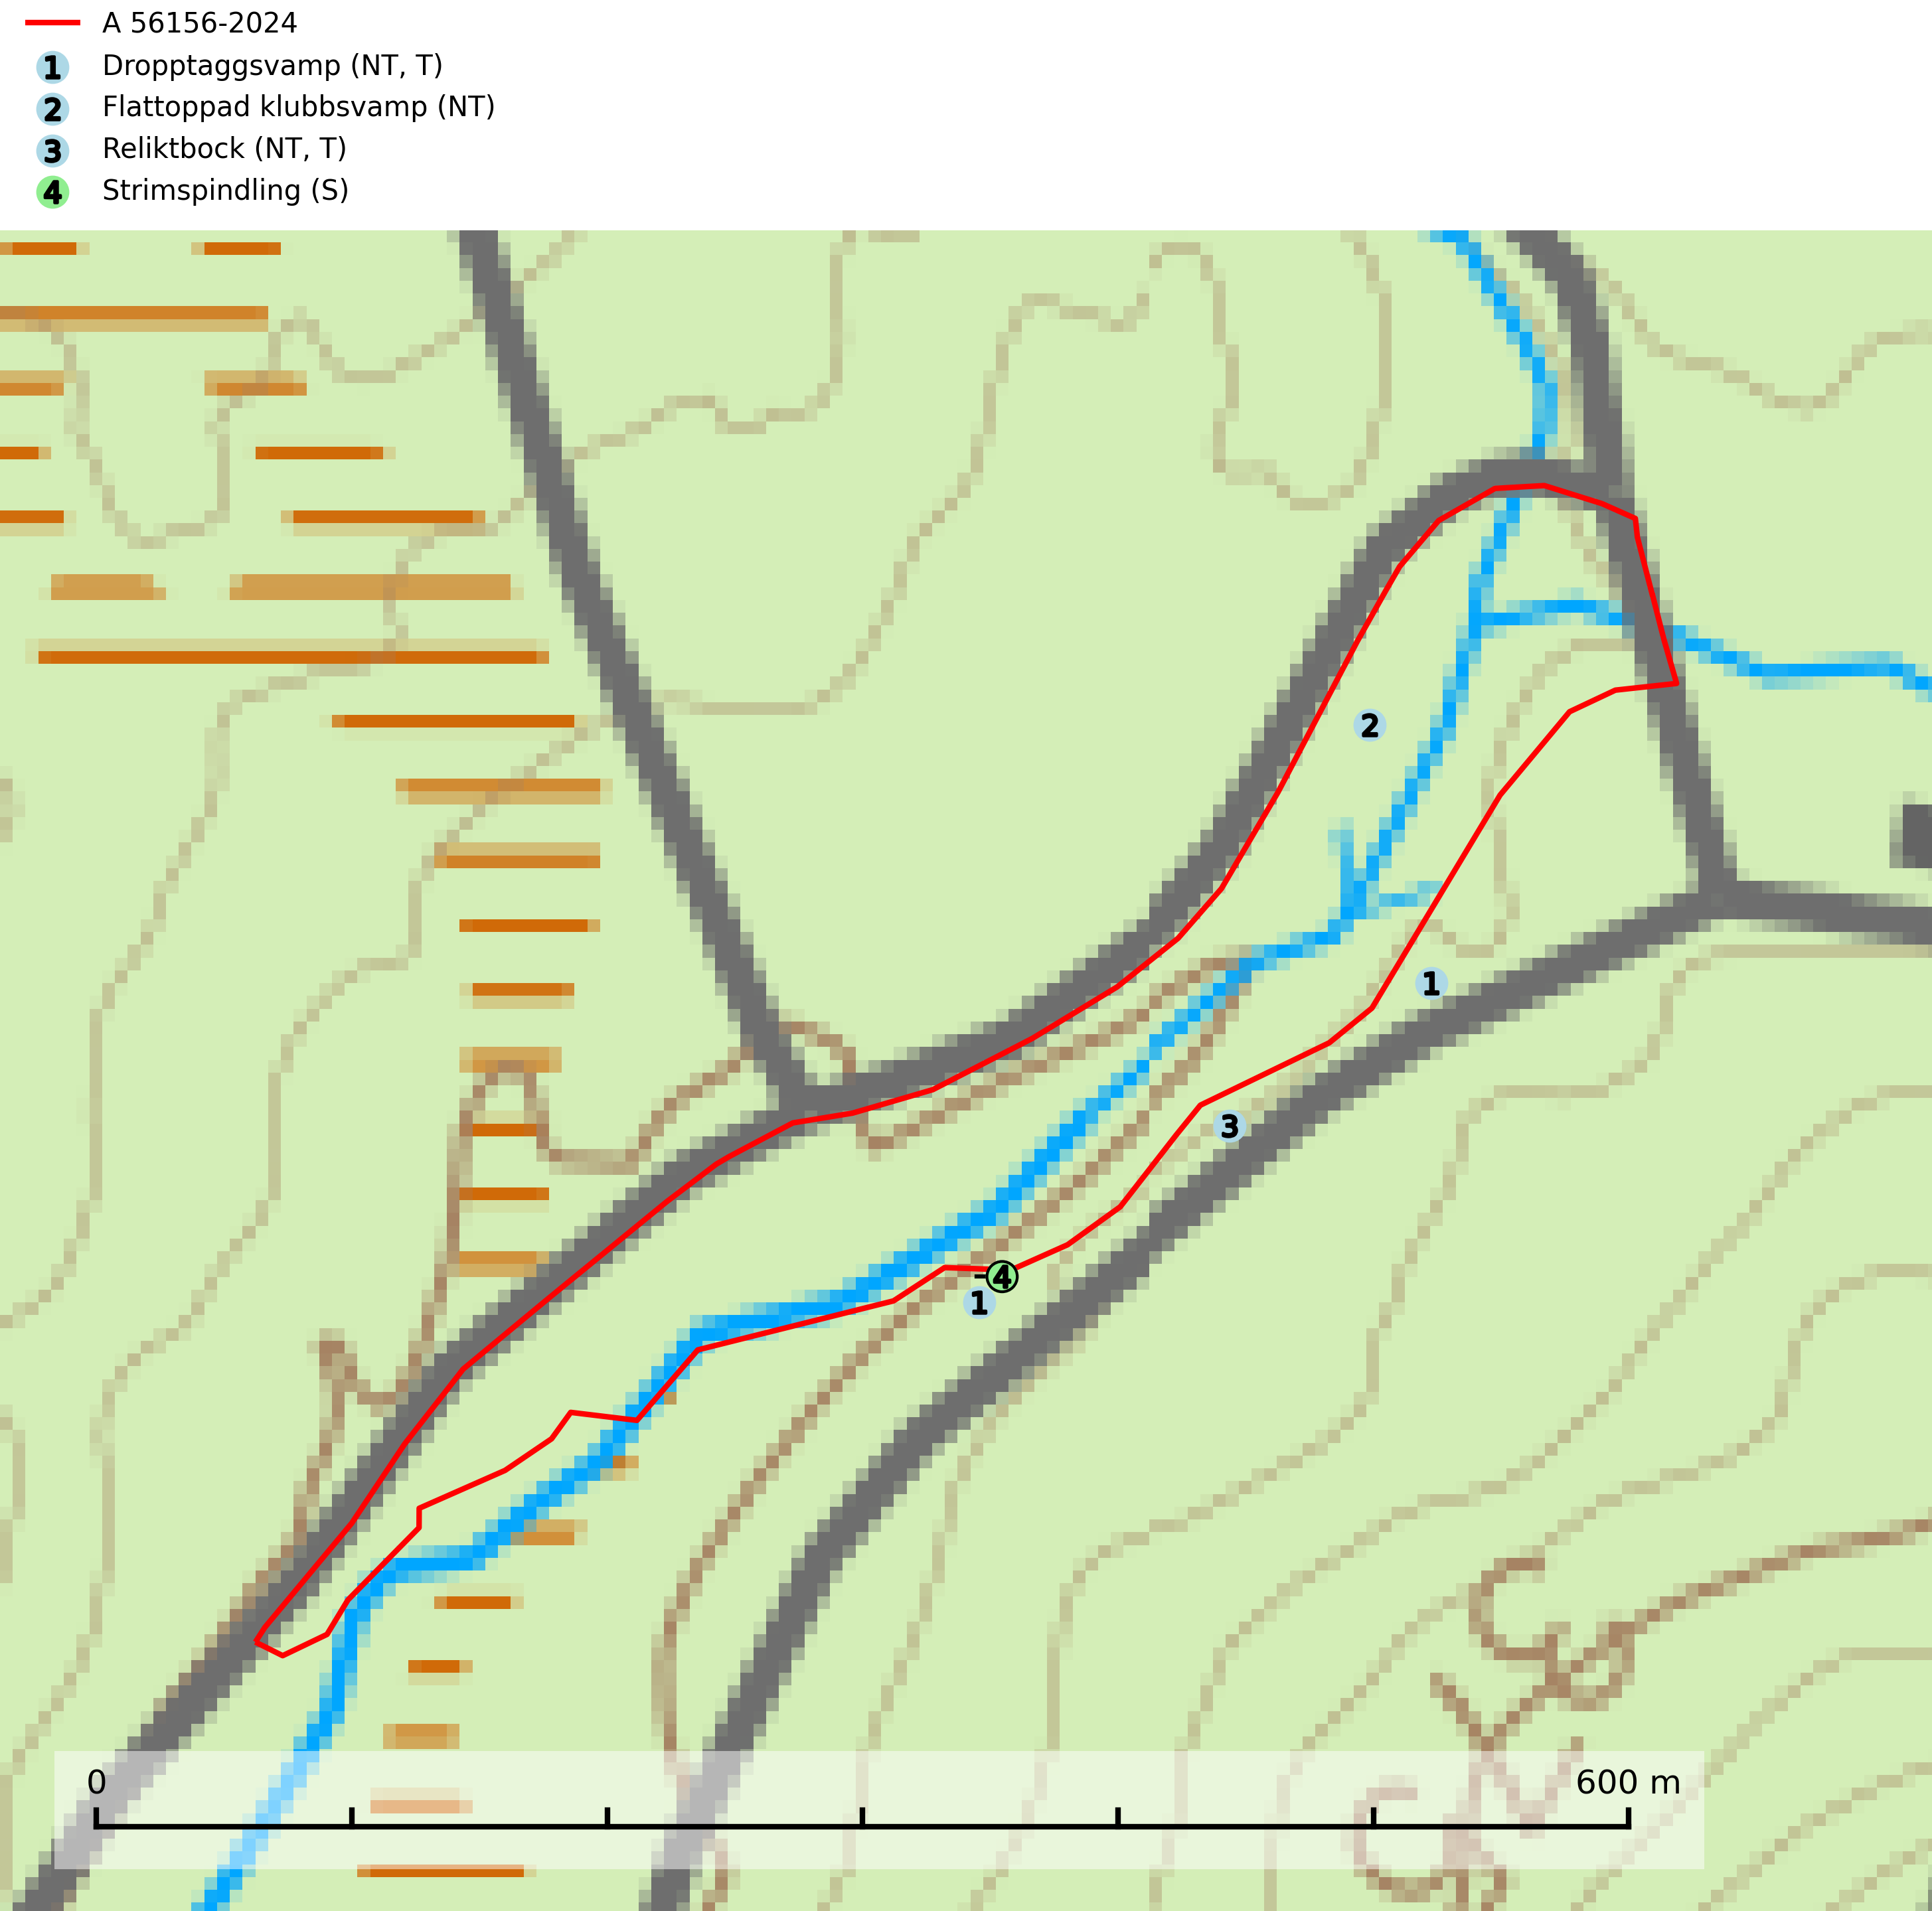 A 56156-2024
1 Dropptaggsvamp (NT, T)
2 Flattoppad klubbsvamp (NT)
3 Reliktbock (NT, T)
4 Strimspindling (S)
2
1
3
4
1
0 600 m